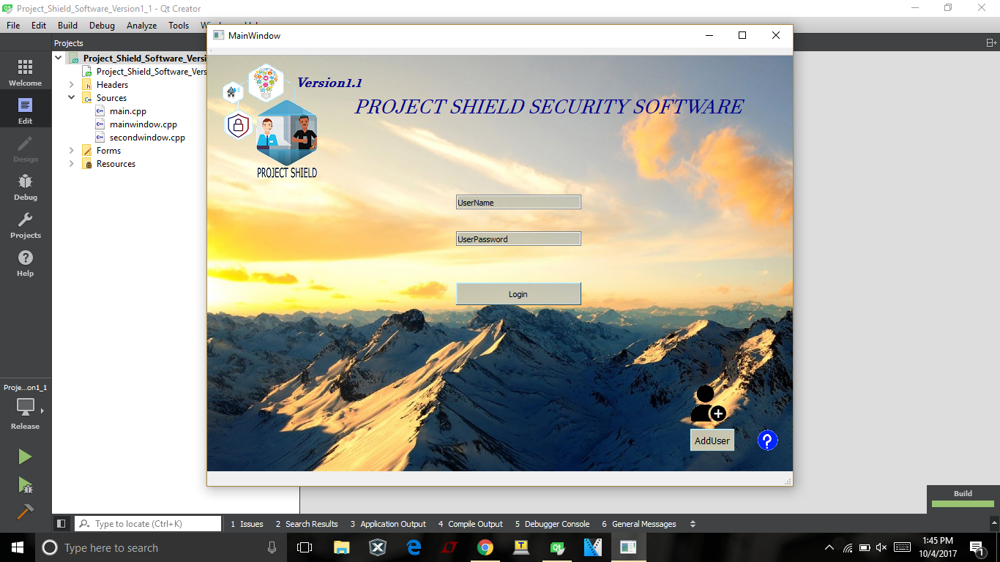 Project_Shield_Software_Version1_1 - Qt Creator
File Edit Build Debug Analyze Tools
MainWindow
Projects
Welcome
Edit
Design
Debug
Projects
Help
Project_Shield_Software_Versi
Project_Shield_Software_Vers
Headers
Sources
main.cpp
mainwindow.cpp
secondwindow.cpp
Forms
Resources
Version1.1
PROJECT SHIELD SECURITY SOFTWARE
PROJECT SHIELD
UserName
UserPassword
Login
AddUser
?
Proje...on1_1
Release
Build
Type to locate (Ctrl+K)
1 Issues 2 Search Results 3 Application Output 4 Compile Output 5 Debugger Console 6 General Messages
Type here to search
T
Qt
1:45 PM
10/4/2017
1